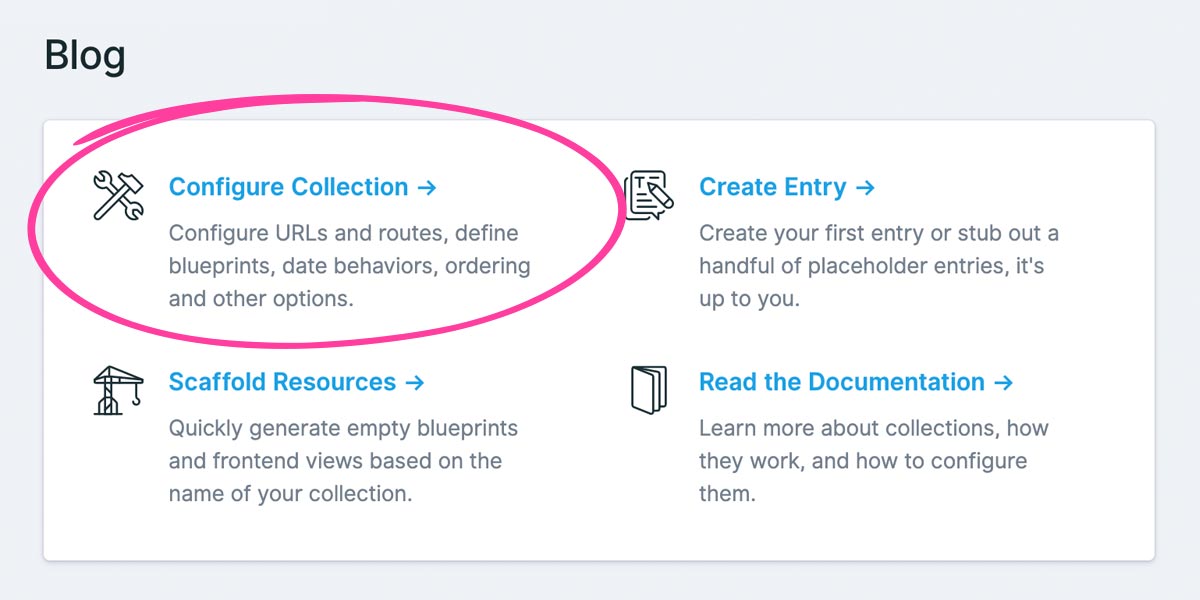 Blog
Configure Collection →
Configure URLs and routes, define
blueprints, date behaviors, ordering
and other options.
Create Entry →
Create your first entry or stub out a
handful of placeholder entries, it's
up to you.
Scaffold Resources →
Quickly generate empty blueprints
and frontend views based on the
name of your collection.
Read the Documentation →
Learn more about collections, how
they work, and how to configure
them.